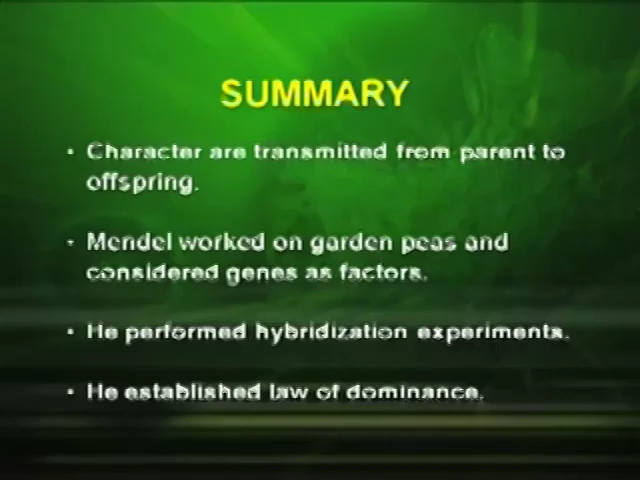 SUMMARY
• Character are transmitted from parent to
offspring.
• Mendel worked on garden peas and
considered genes as factors.
• He performed hybridization experiments.
• He established law of dominance.